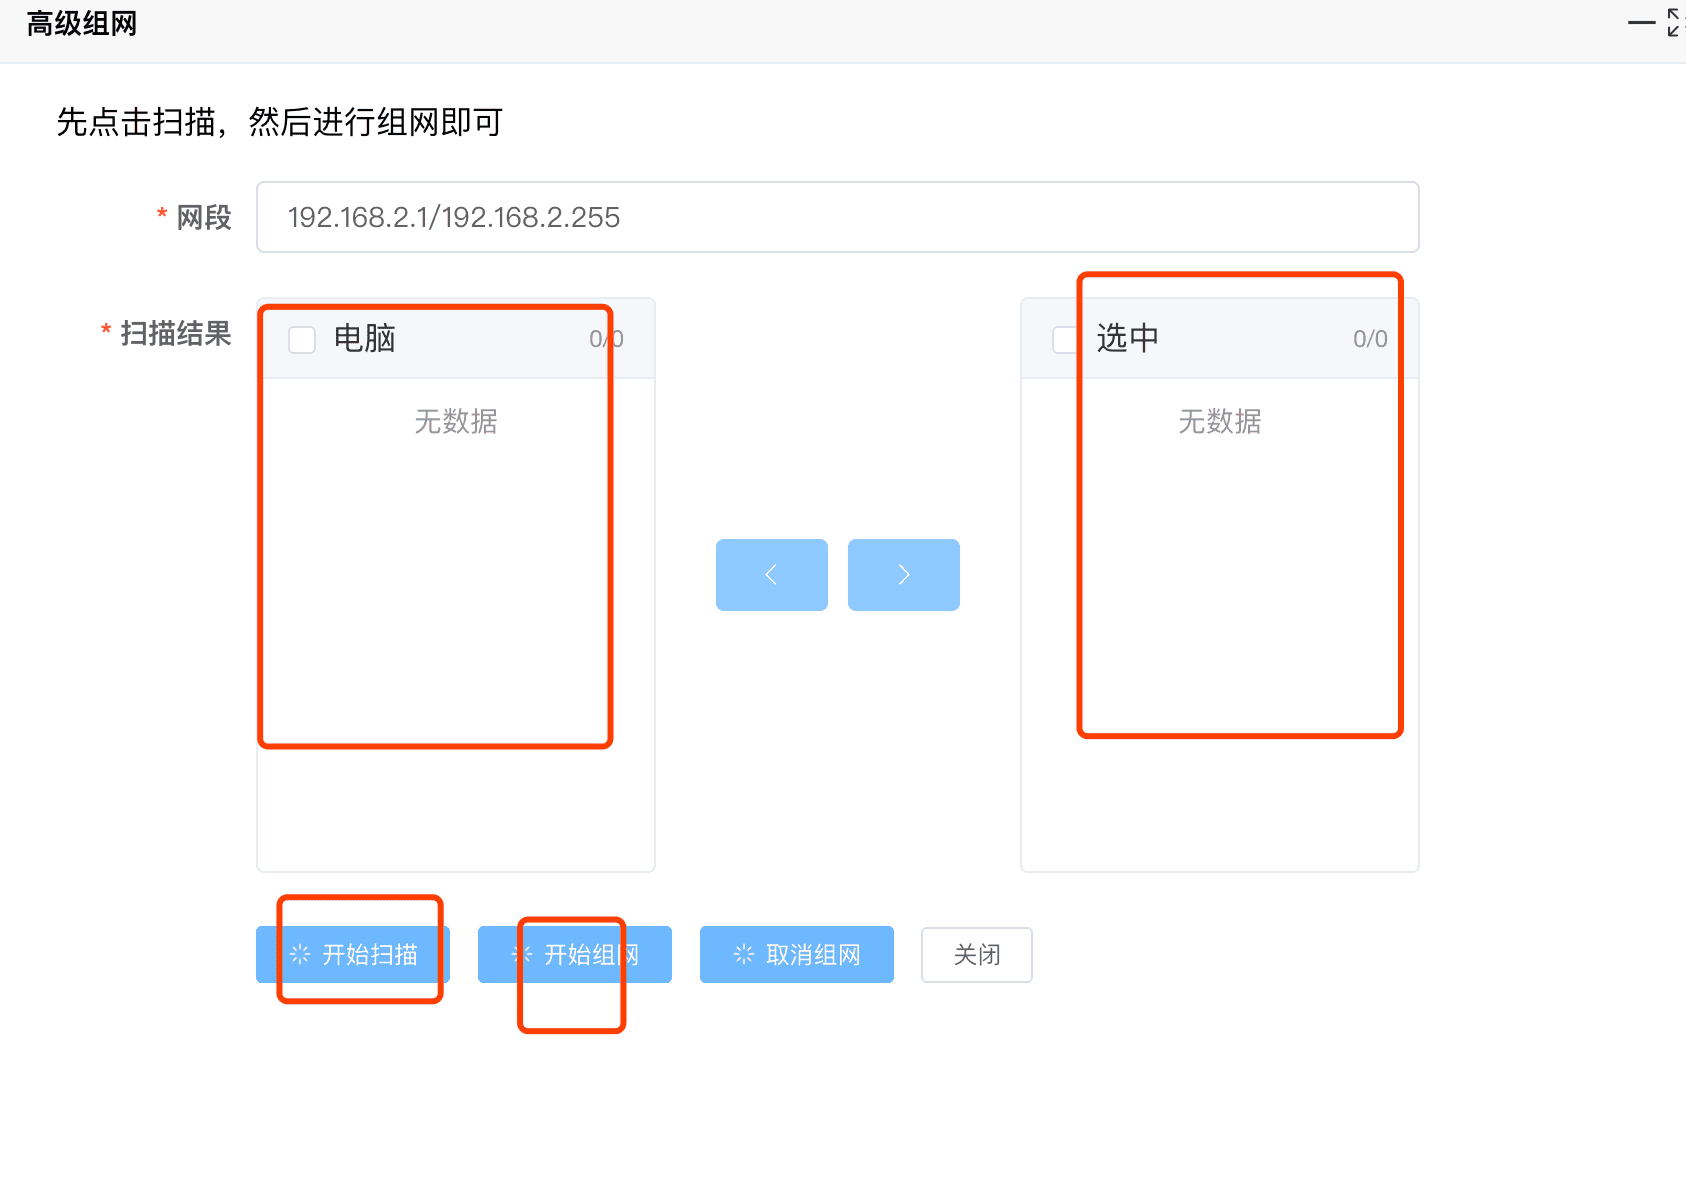 高级组网
先点击扫描，然后进行组网即可
* 网段
192.168.2.1/192.168.2.255
* 扫描结果
电脑 0/0
无数据
选中 0/0
无数据
开始扫描 开始组网 取消组网 关闭